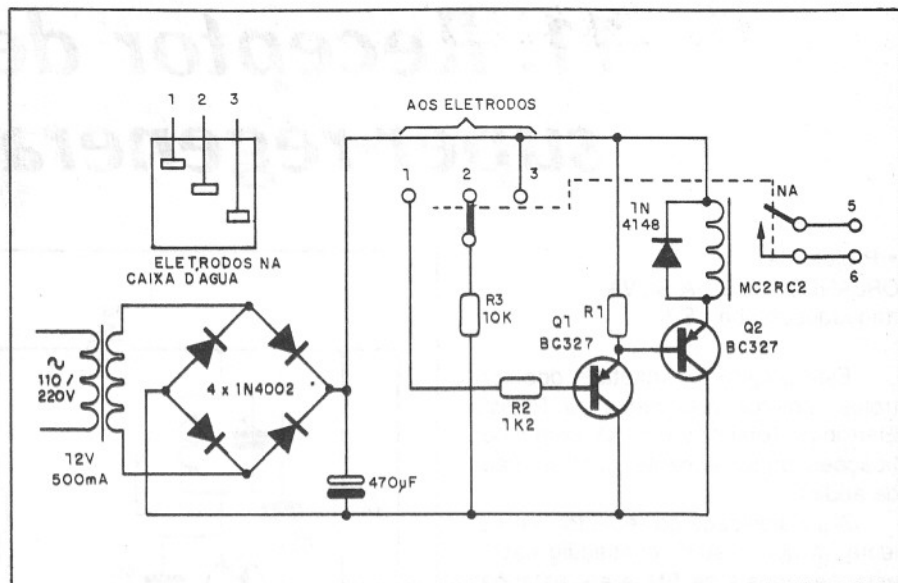 1 2 3
ELETRODOS NA
CAIXA D'AGUA
AOS ELETRODOS
1 2 3
NA
5
6
1N
4148
MC2RC2
R3
10K
Q1
BC327
R1
Q2
BC327
R2
1K2
110/
220V
4 x 1N4002
12V
500mA
470µF